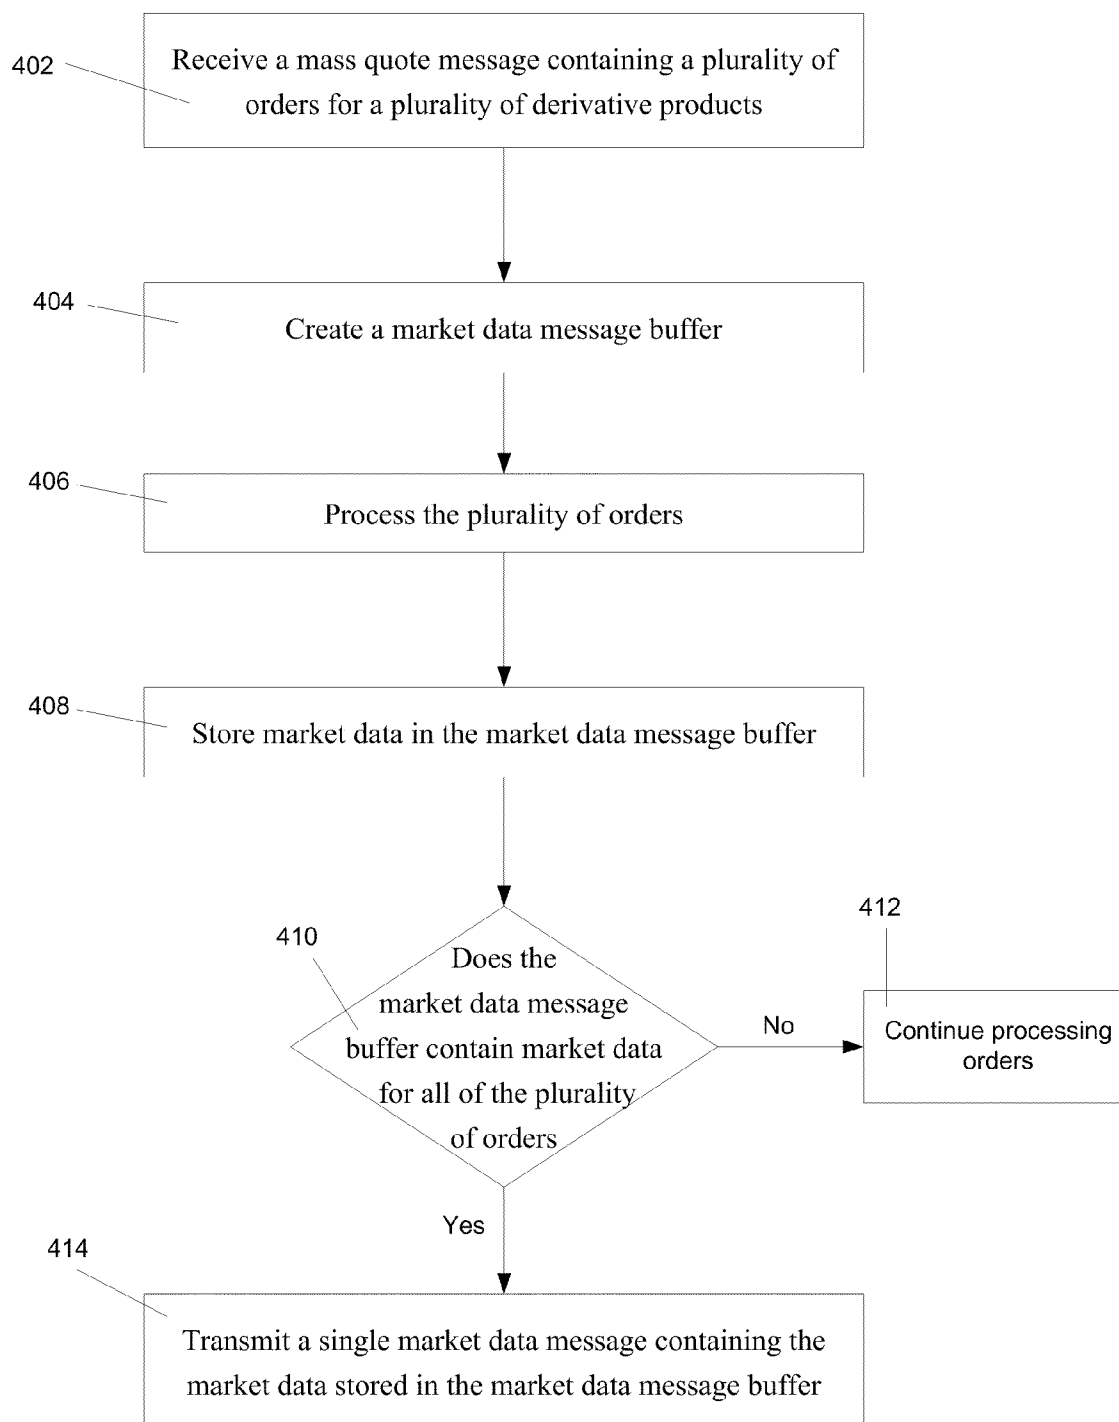 402
Receive a mass quote message containing a plurality of
orders for a plurality of derivative products
404
Create a market data message buffer
406
Process the plurality of orders
408
Store market data in the market data message buffer
410
Does the
market data message
buffer contain market data
for all of the plurality
of orders
No
412
Continue processing
orders
Yes
414
Transmit a single market data message containing the
market data stored in the market data message buffer